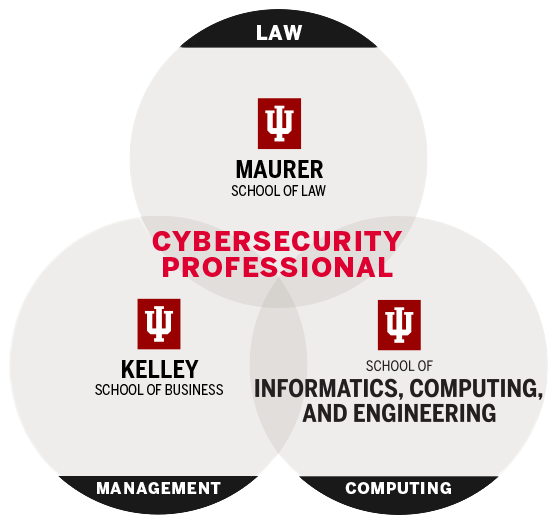 LAW
MAURER
SCHOOL OF LAW
CYBERSECURITY
PROFESSIONAL
KELLEY
SCHOOL OF BUSINESS
SCHOOL OF
INFORMATICS, COMPUTING,
AND ENGINEERING
MANAGEMENT
COMPUTING